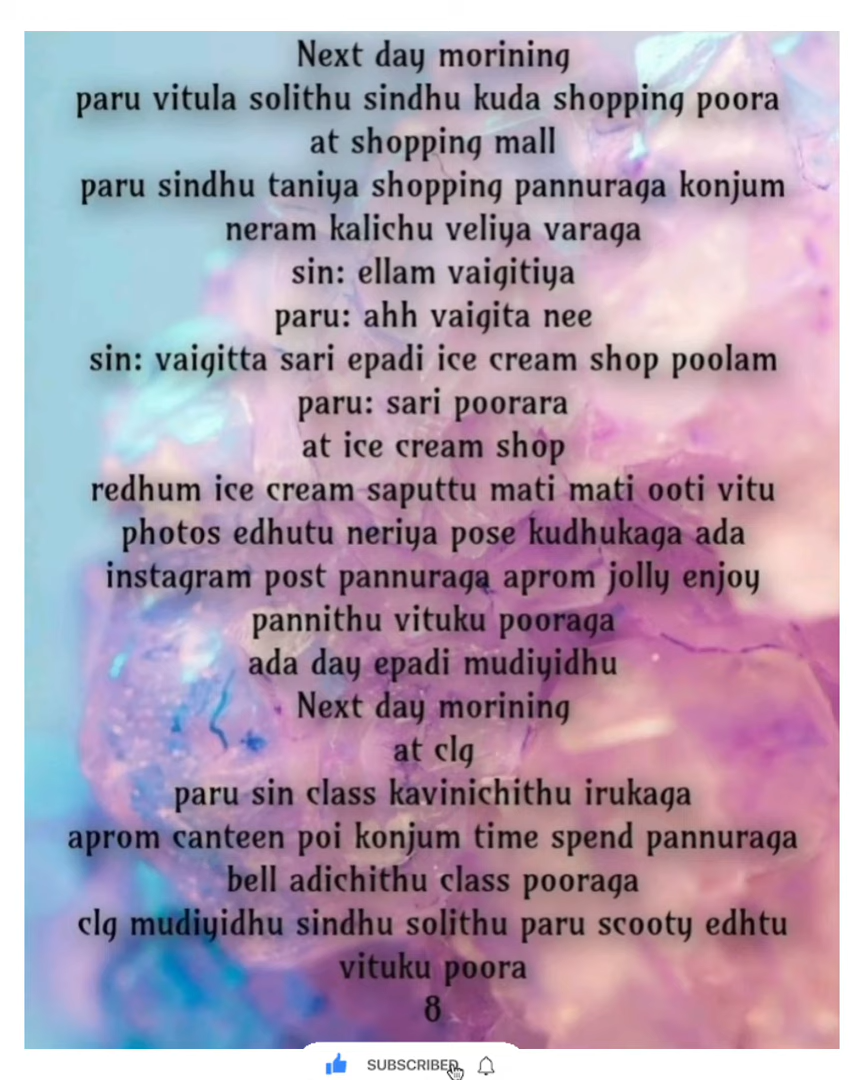 Next day morining
paru vitula solithu sindhu kuda shopping poora
at shopping mall
paru sindhu taniya shopping pannuraga konjum
neram kalichu veliya varaga
sin: ellam vaigitiya
paru: ahh vaigita nee
sin: vaigitta sari epadi ice cream shop poolam
paru: sari poorara
at ice cream shop
redhum ice cream saputtu mati mati ooti vitu
photos edhutu neriya pose kudhukaga ada
instagram post pannuraga aprom jolly enjoy
pannithu vituku pooraga
ada day epadi mudiyidhu
Next day morining
at clg
paru sin class kavinichithu irukaga
aprom canteen poi konjum time spend pannuraga
bell adichithu class pooraga
clg mudiyidhu sindhu solithu paru scooty edhtu
vituku poora
8
SUBSCRIBED